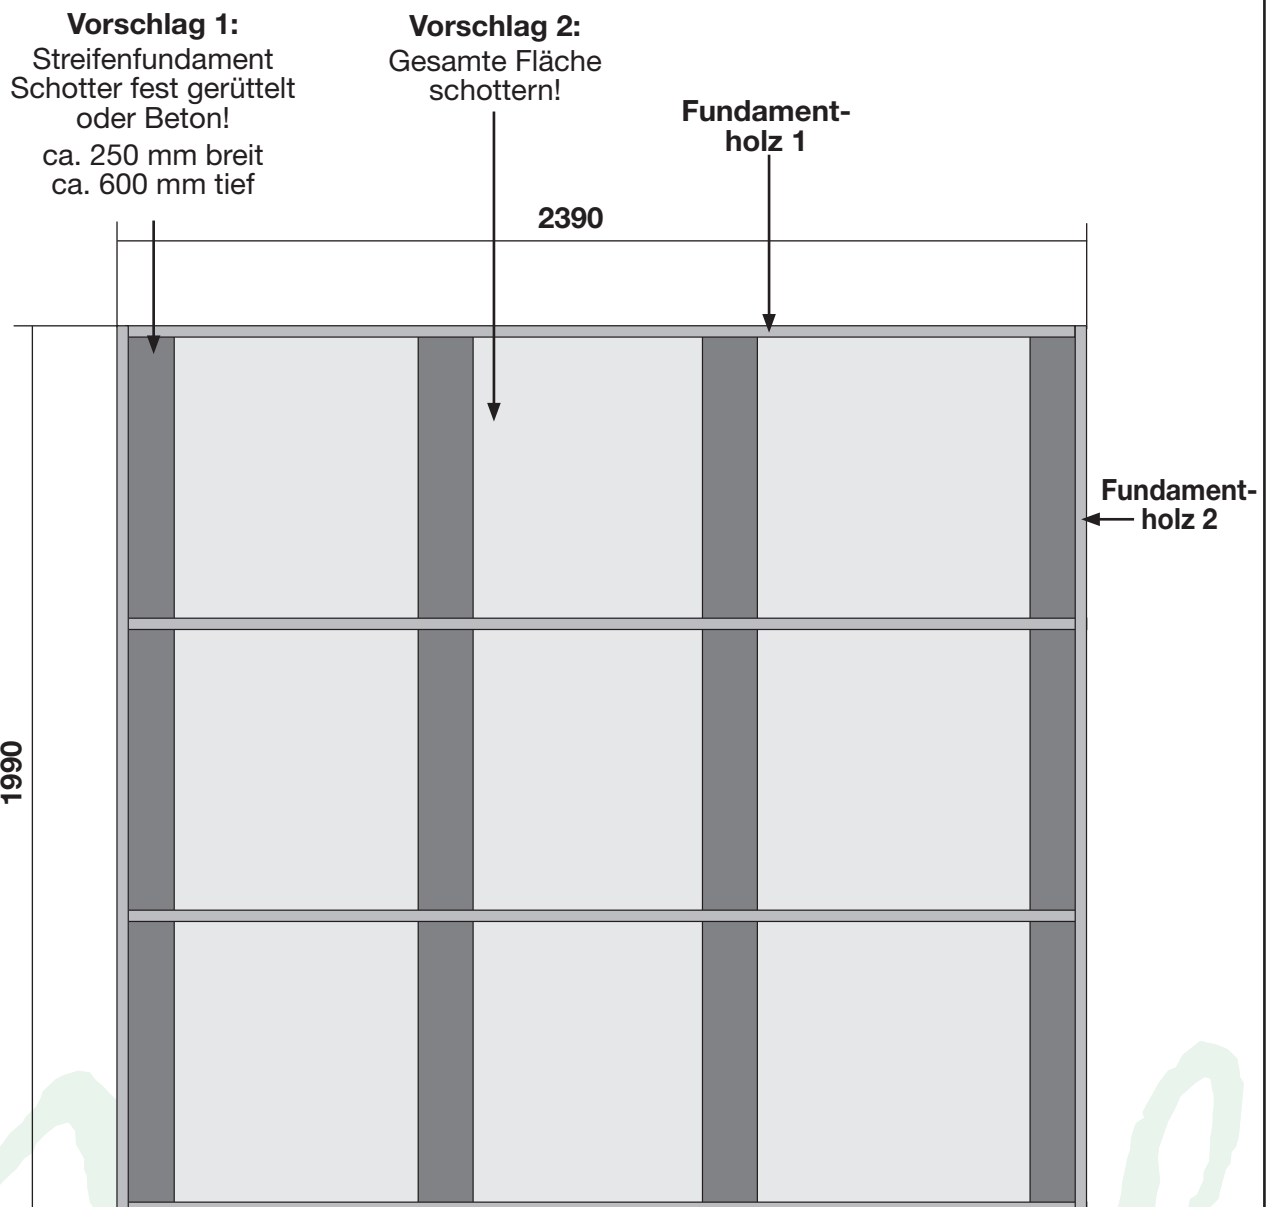 Vorschlag 1:
Streifenfundament
Schotter fest gerüttelt
oder Beton!
ca. 250 mm breit
ca. 600 mm tief
Vorschlag 2:
Gesamte Fläche
schottern!
Fundament-
holz 1
2390
Fundament-
holz 2
1990